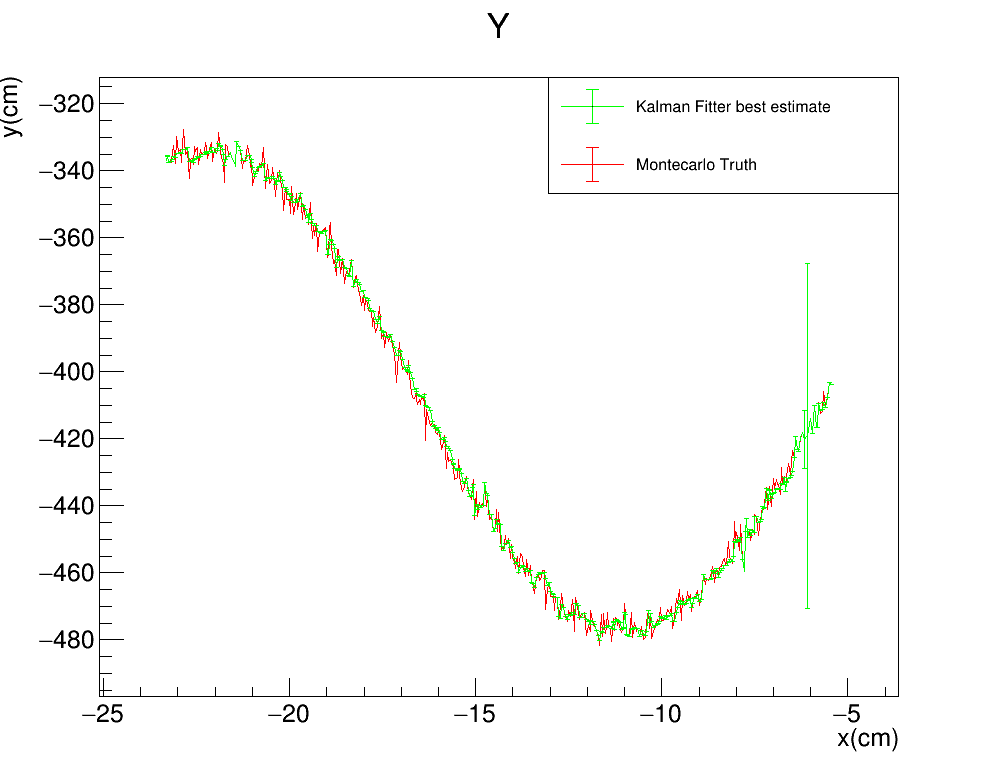 Y
y(cm)
Kalman Fitter best estimate
Montecarlo Truth
−320
−340
−360
−380
−400
−420
−440
−460
−480
−25 −20 −15 −10 −5
x(cm)